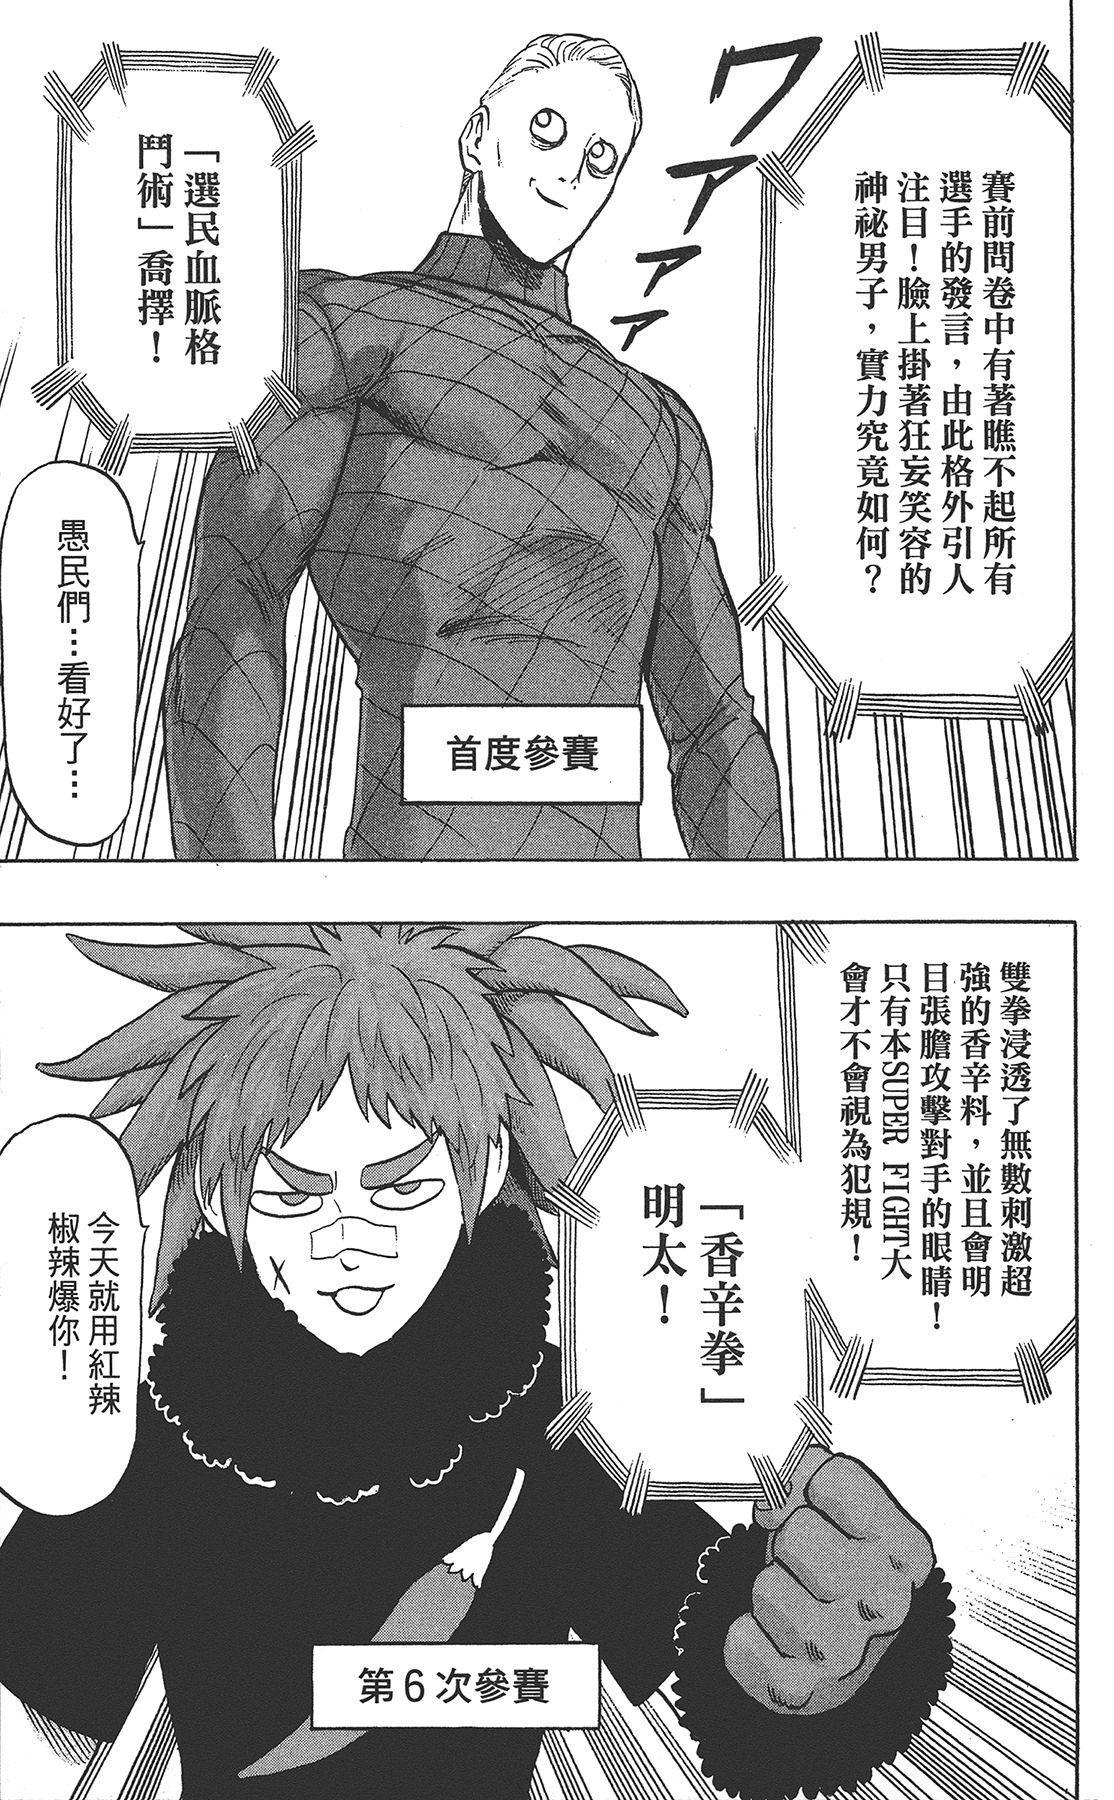 賽前問卷中有著瞧不起所有
選手的發言，由此格外引人
注目！臉上掛著狂妄笑容的
神祕男子，實力究竟如何？
ワァァァ
「選民血脈格
鬥術」喬擇！
首度參賽
愚民們…看好了…
雙拳浸透了無數刺激超
強的香辛料，並且會明
目張膽攻擊對手的眼睛！
只有本SUPER FIGHT大
會才不會視為犯規！
「香辛拳」
明太！
今天就用紅辣
椒辣爆你！
第6次參賽